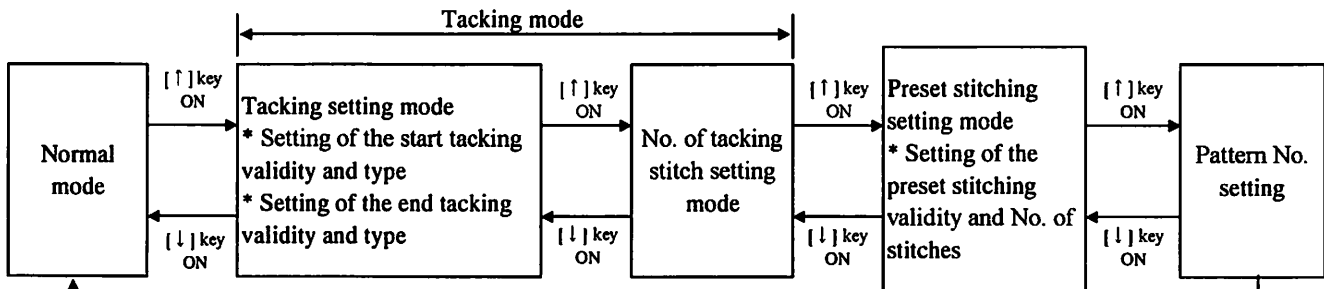 Tacking mode
Normal
mode
[↑] key
ON
[↓] key
ON
Tacking setting mode
* Setting of the start tacking
validity and type
* Setting of the end tacking
validity and type
[↑] key
ON
[↓] key
ON
No. of tacking
stitch setting
mode
[↑] key
ON
[↓] key
ON
Preset stitching
setting mode
* Setting of the
preset stitching
validity and No. of
stitches
[↑] key
ON
[↓] key
ON
Pattern No.
setting